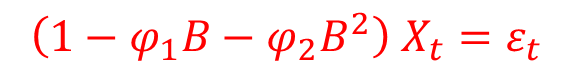 (1 − φ₁B − φ₂B²) Xₜ = εₜ